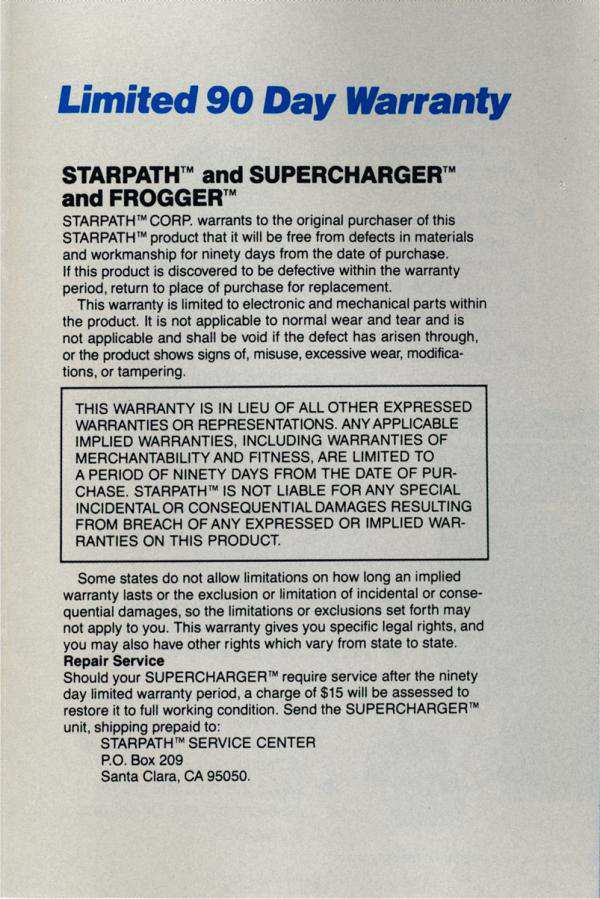 Limited 90 Day Warranty
STARPATH™ and SUPERCHARGER™
and FROGGER™
STARPATH™ CORP. warrants to the original purchaser of this
STARPATH™ product that it will be free from defects in materials
and workmanship for ninety days from the date of purchase.
If this product is discovered to be defective within the warranty
period, return to place of purchase for replacement.
This warranty is limited to electronic and mechanical parts within
the product. It is not applicable to normal wear and tear and is
not applicable and shall be void if the defect has arisen through,
or the product shows signs of, misuse, excessive wear, modifica-
tions, or tampering.
THIS WARRANTY IS IN LIEU OF ALL OTHER EXPRESSED
WARRANTIES OR REPRESENTATIONS. ANY APPLICABLE
IMPLIED WARRANTIES, INCLUDING WARRANTIES OF
MERCHANTABILITY AND FITNESS, ARE LIMITED TO
A PERIOD OF NINETY DAYS FROM THE DATE OF PUR-
CHASE. STARPATH™ IS NOT LIABLE FOR ANY SPECIAL
INCIDENTAL OR CONSEQUENTIAL DAMAGES RESULTING
FROM BREACH OF ANY EXPRESSED OR IMPLIED WAR-
RANTIES ON THIS PRODUCT.
Some states do not allow limitations on how long an implied
warranty lasts or the exclusion or limitation of incidental or conse-
quential damages, so the limitations or exclusions set forth may
not apply to you. This warranty gives you specific legal rights, and
you may also have other rights which vary from state to state.
Repair Service
Should your SUPERCHARGER™ require service after the ninety
day limited warranty period, a charge of $15 will be assessed to
restore it to full working condition. Send the SUPERCHARGER™
unit, shipping prepaid to:
STARPATH™ SERVICE CENTER
P.O. Box 209
Santa Clara, CA 95050.